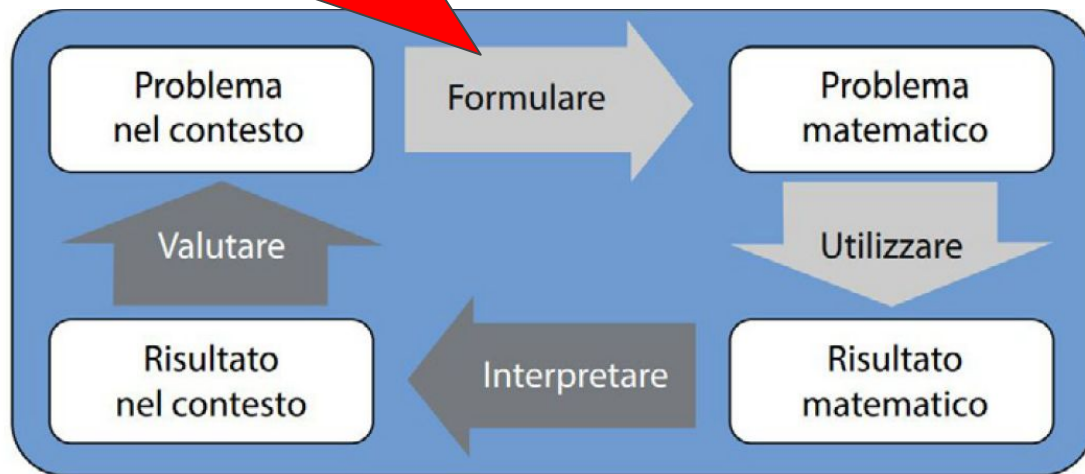 Problema
nel contesto
Formulare
Problema
matematico
Valutare
Utilizzare
Risultato
nel contesto
Interpretare
Risultato
matematico